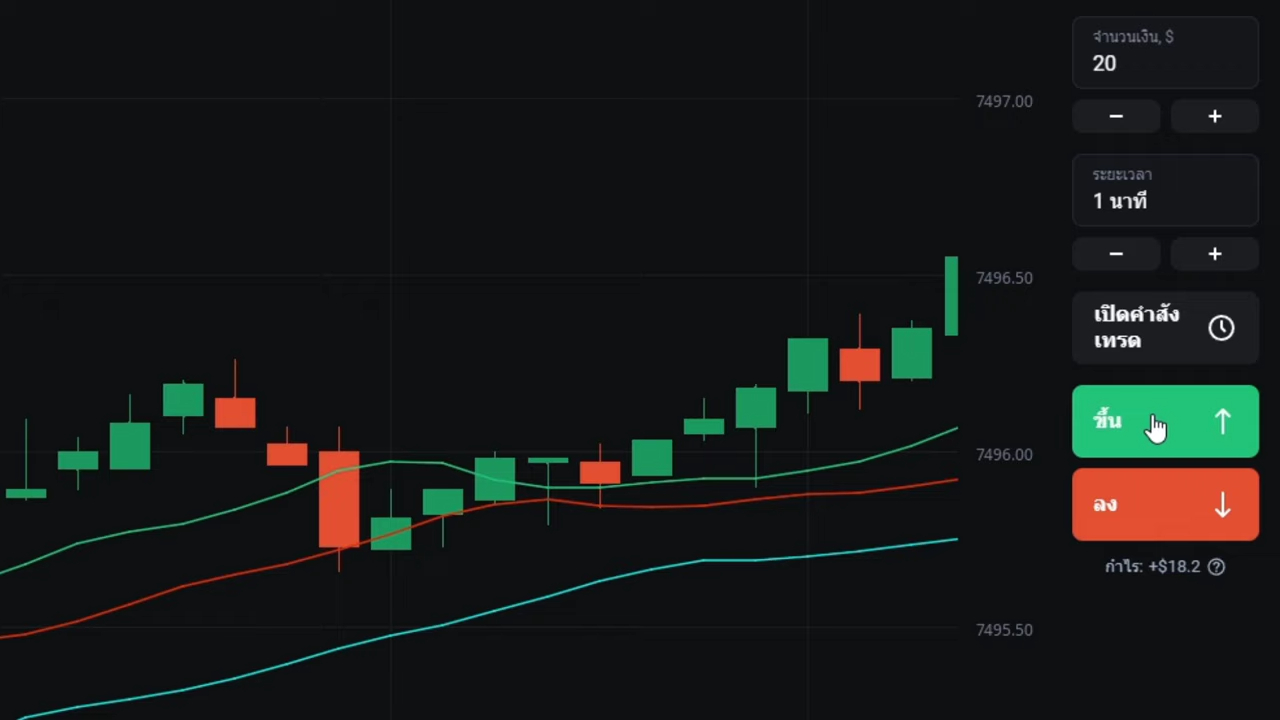 จำนวนเงิน, $
20
7497.00
ระยะเวลา
1 นาที
7496.50
เปิดคำสั่ง
เทรด
ขึ้น
7496.00
ลง
กำไร: +$18.2
7495.50